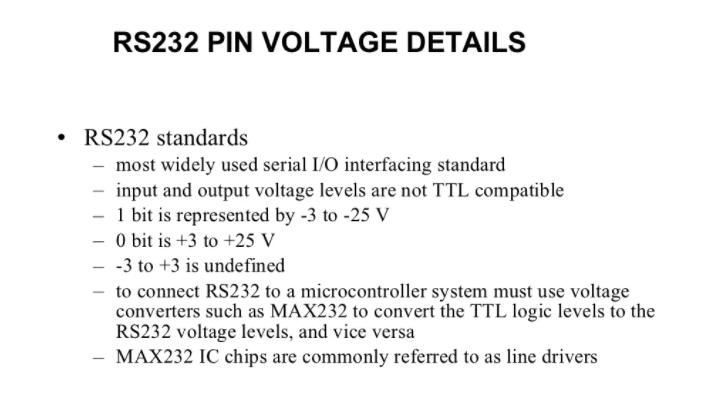 RS232 PIN VOLTAGE DETAILS
• RS232 standards
– most widely used serial I/O interfacing standard
– input and output voltage levels are not TTL compatible
– 1 bit is represented by -3 to -25 V
– 0 bit is +3 to +25 V
– -3 to +3 is undefined
– to connect RS232 to a microcontroller system must use voltage
converters such as MAX232 to convert the TTL logic levels to the
RS232 voltage levels, and vice versa
– MAX232 IC chips are commonly referred to as line drivers